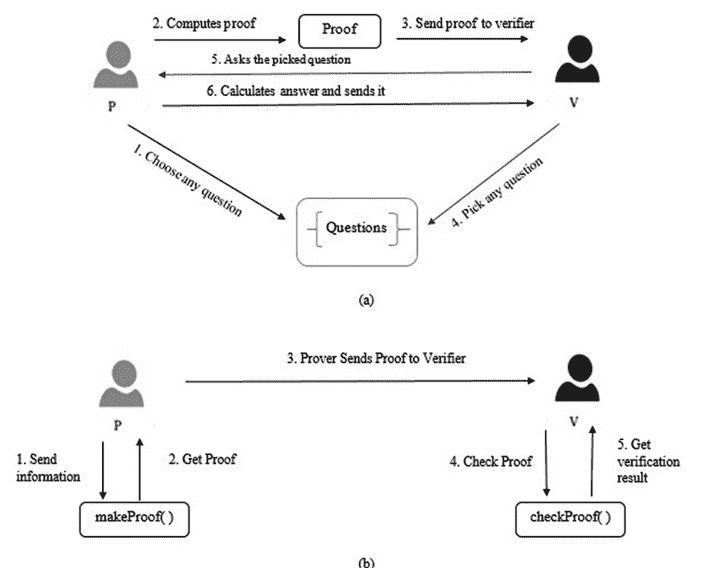 2. Computes proof
Proof
3. Send proof to verifier
5. Asks the picked question
6. Calculates answer and sends it
P
V
1. Choose any question
4. Pick any question
Questions
(a)
3. Prover Sends Proof to Verifier
P
V
1. Send
information
2. Get Proof
4. Check Proof
5. Get
verification
result
makeProof( )
checkProof( )
(b)